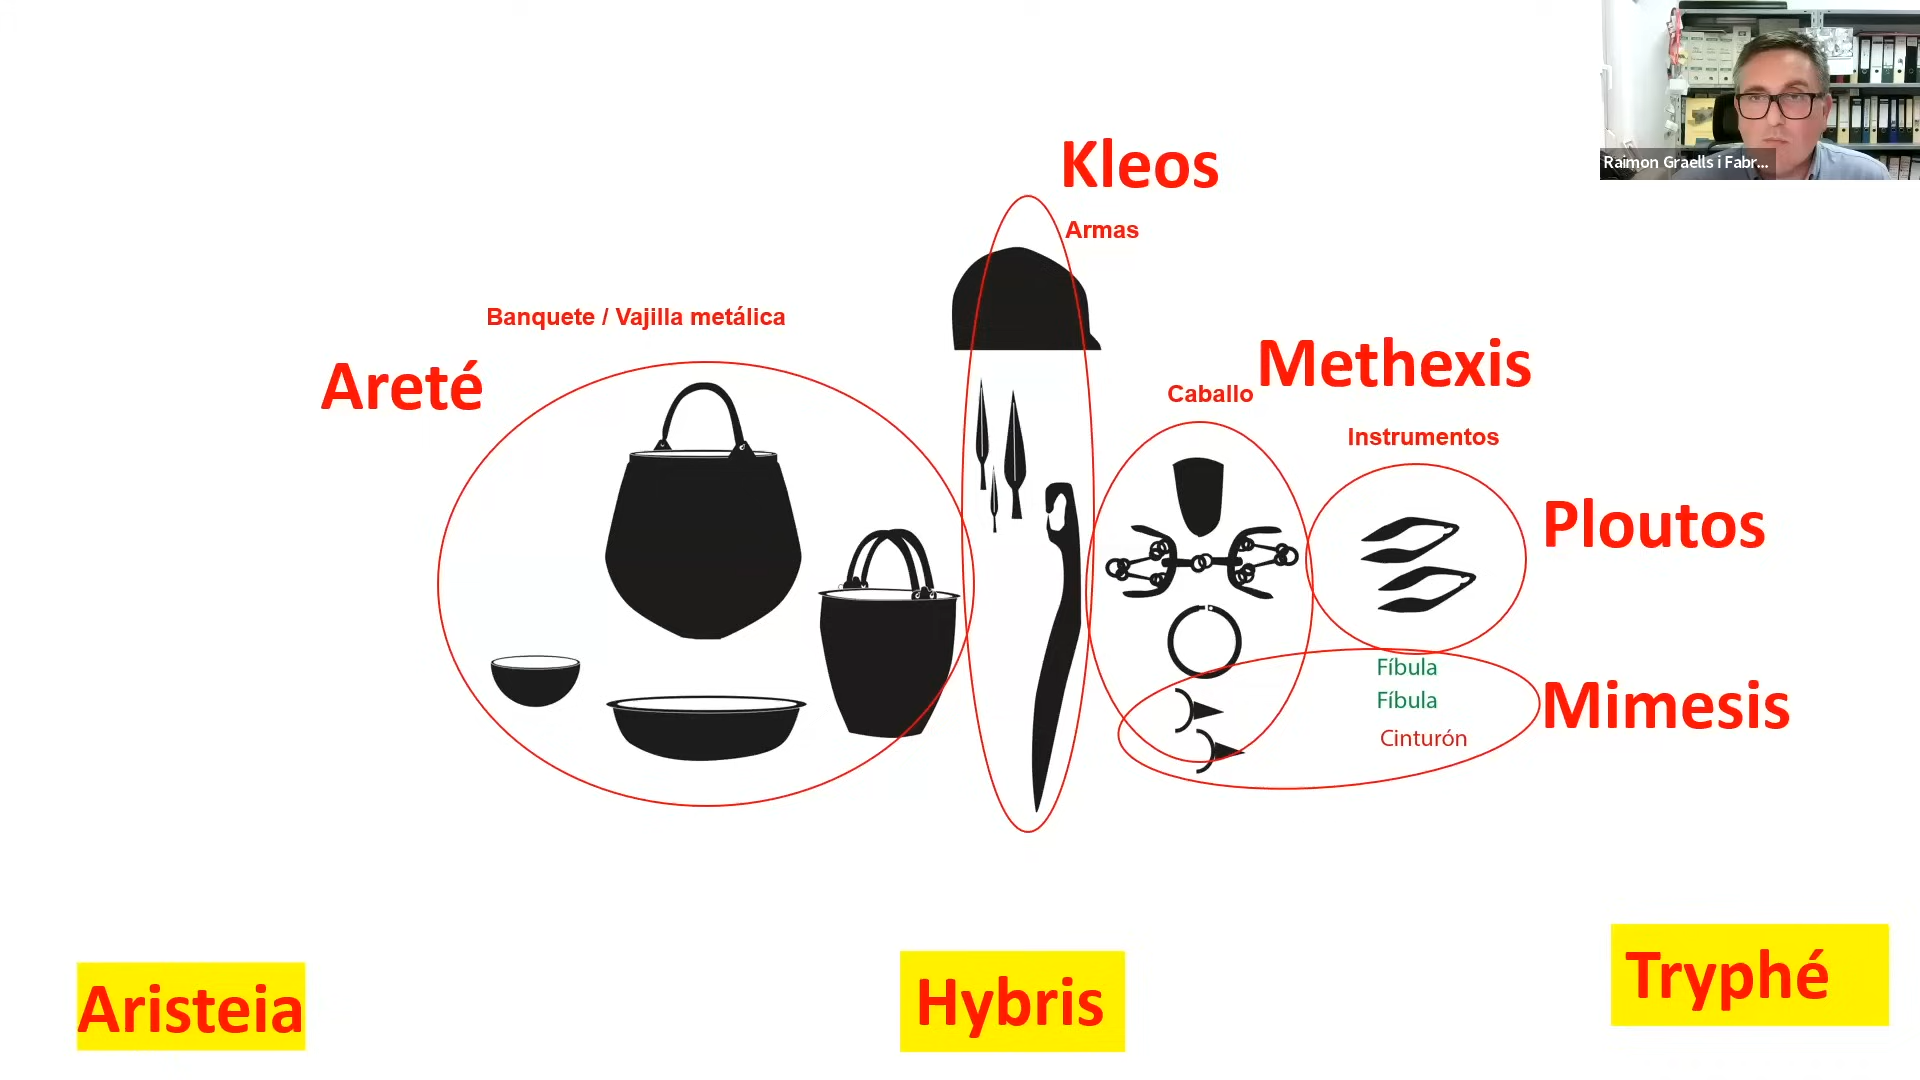 Raimon Graells i Fabr...
Kleos
Armas
Banquete / Vajilla metálica
Areté
Methexis
Caballo
Instrumentos
Ploutos
Fíbula
Fíbula
Cinturón
Mimesis
Aristeia
Hybris
Tryphé